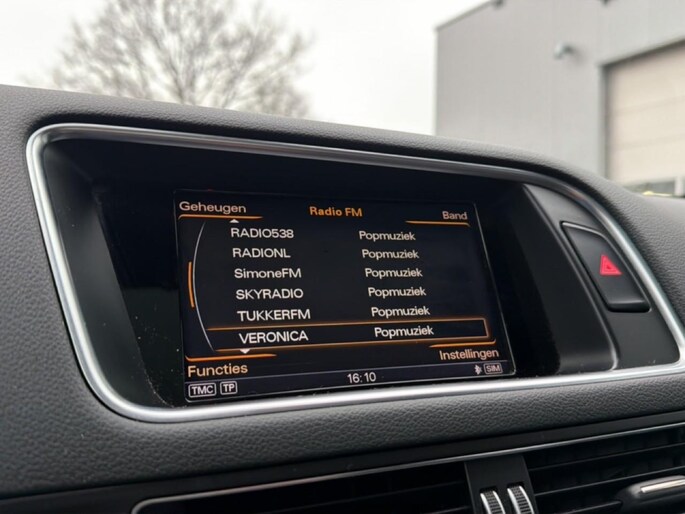 Geheugen Radio FM Band
RADIO538 Popmuziek
RADIONL Popmuziek
SimoneFM Popmuziek
SKYRADIO Popmuziek
TUKKERFM Popmuziek
VERONICA Popmuziek
Functies Instellingen
TMC TP 16:10 SIM